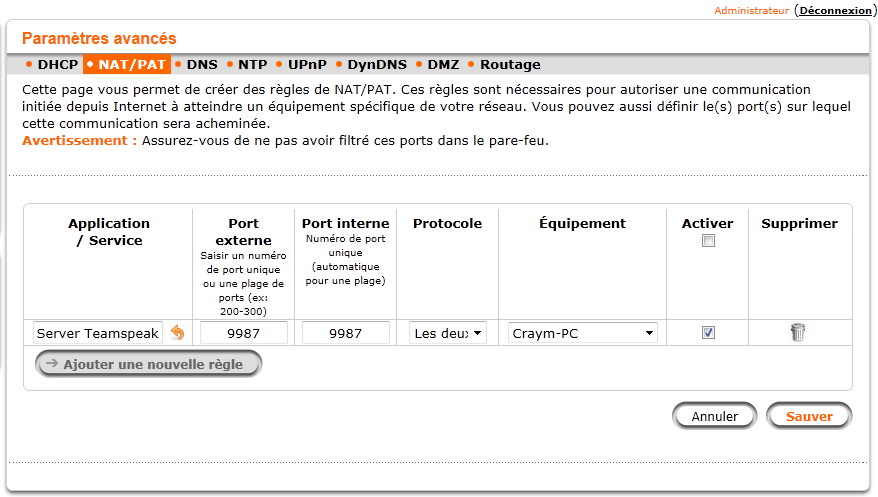 Administrateur (Déconnexion)
Paramètres avancés
• DHCP • NAT/PAT • DNS • NTP • UPnP • DynDNS • DMZ • Routage
Cette page vous permet de créer des règles de NAT/PAT. Ces règles sont nécessaires pour autoriser une communication
initiée depuis Internet à atteindre un équipement spécifique de votre réseau. Vous pouvez aussi définir le(s) port(s) sur lequel
cette communication sera acheminée.
Avertissement : Assurez-vous de ne pas avoir filtré ces ports dans le pare-feu.
Application
/ Service
Port
externe
Saisir un numéro
de port unique
ou une plage de
ports (ex:
200-300)
Port interne
Numéro de port
unique
(automatique
pour une plage)
Protocole
Équipement
Activer
Supprimer
Server Teamspeak 9987 9987 Les deux Craym-PC
Ajouter une nouvelle règle
Annuler Sauver